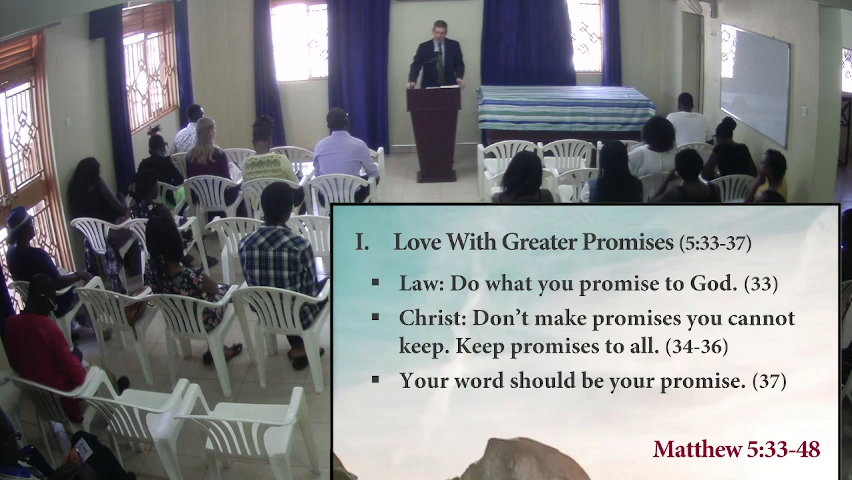 I. Love With Greater Promises (5:33-37)
▪ Law: Do what you promise to God. (33)
▪ Christ: Don't make promises you cannot
keep. Keep promises to all. (34-36)
▪ Your word should be your promise. (37)
Matthew 5:33-48